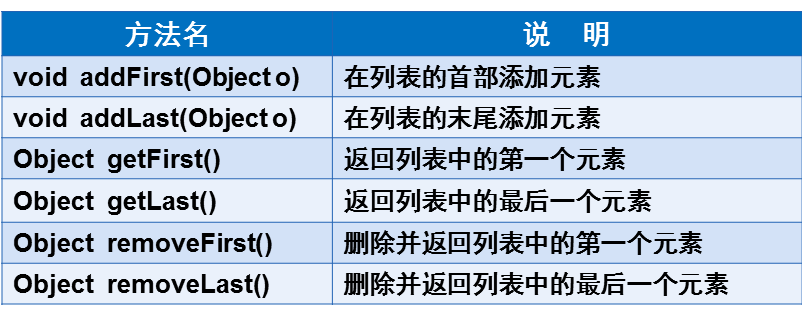 方法名 说 明
void addFirst(Object o) 在列表的首部添加元素
void addLast(Object o) 在列表的末尾添加元素
Object getFirst() 返回列表中的第一个元素
Object getLast() 返回列表中的最后一个元素
Object removeFirst() 删除并返回列表中的第一个元素
Object removeLast() 删除并返回列表中的最后一个元素